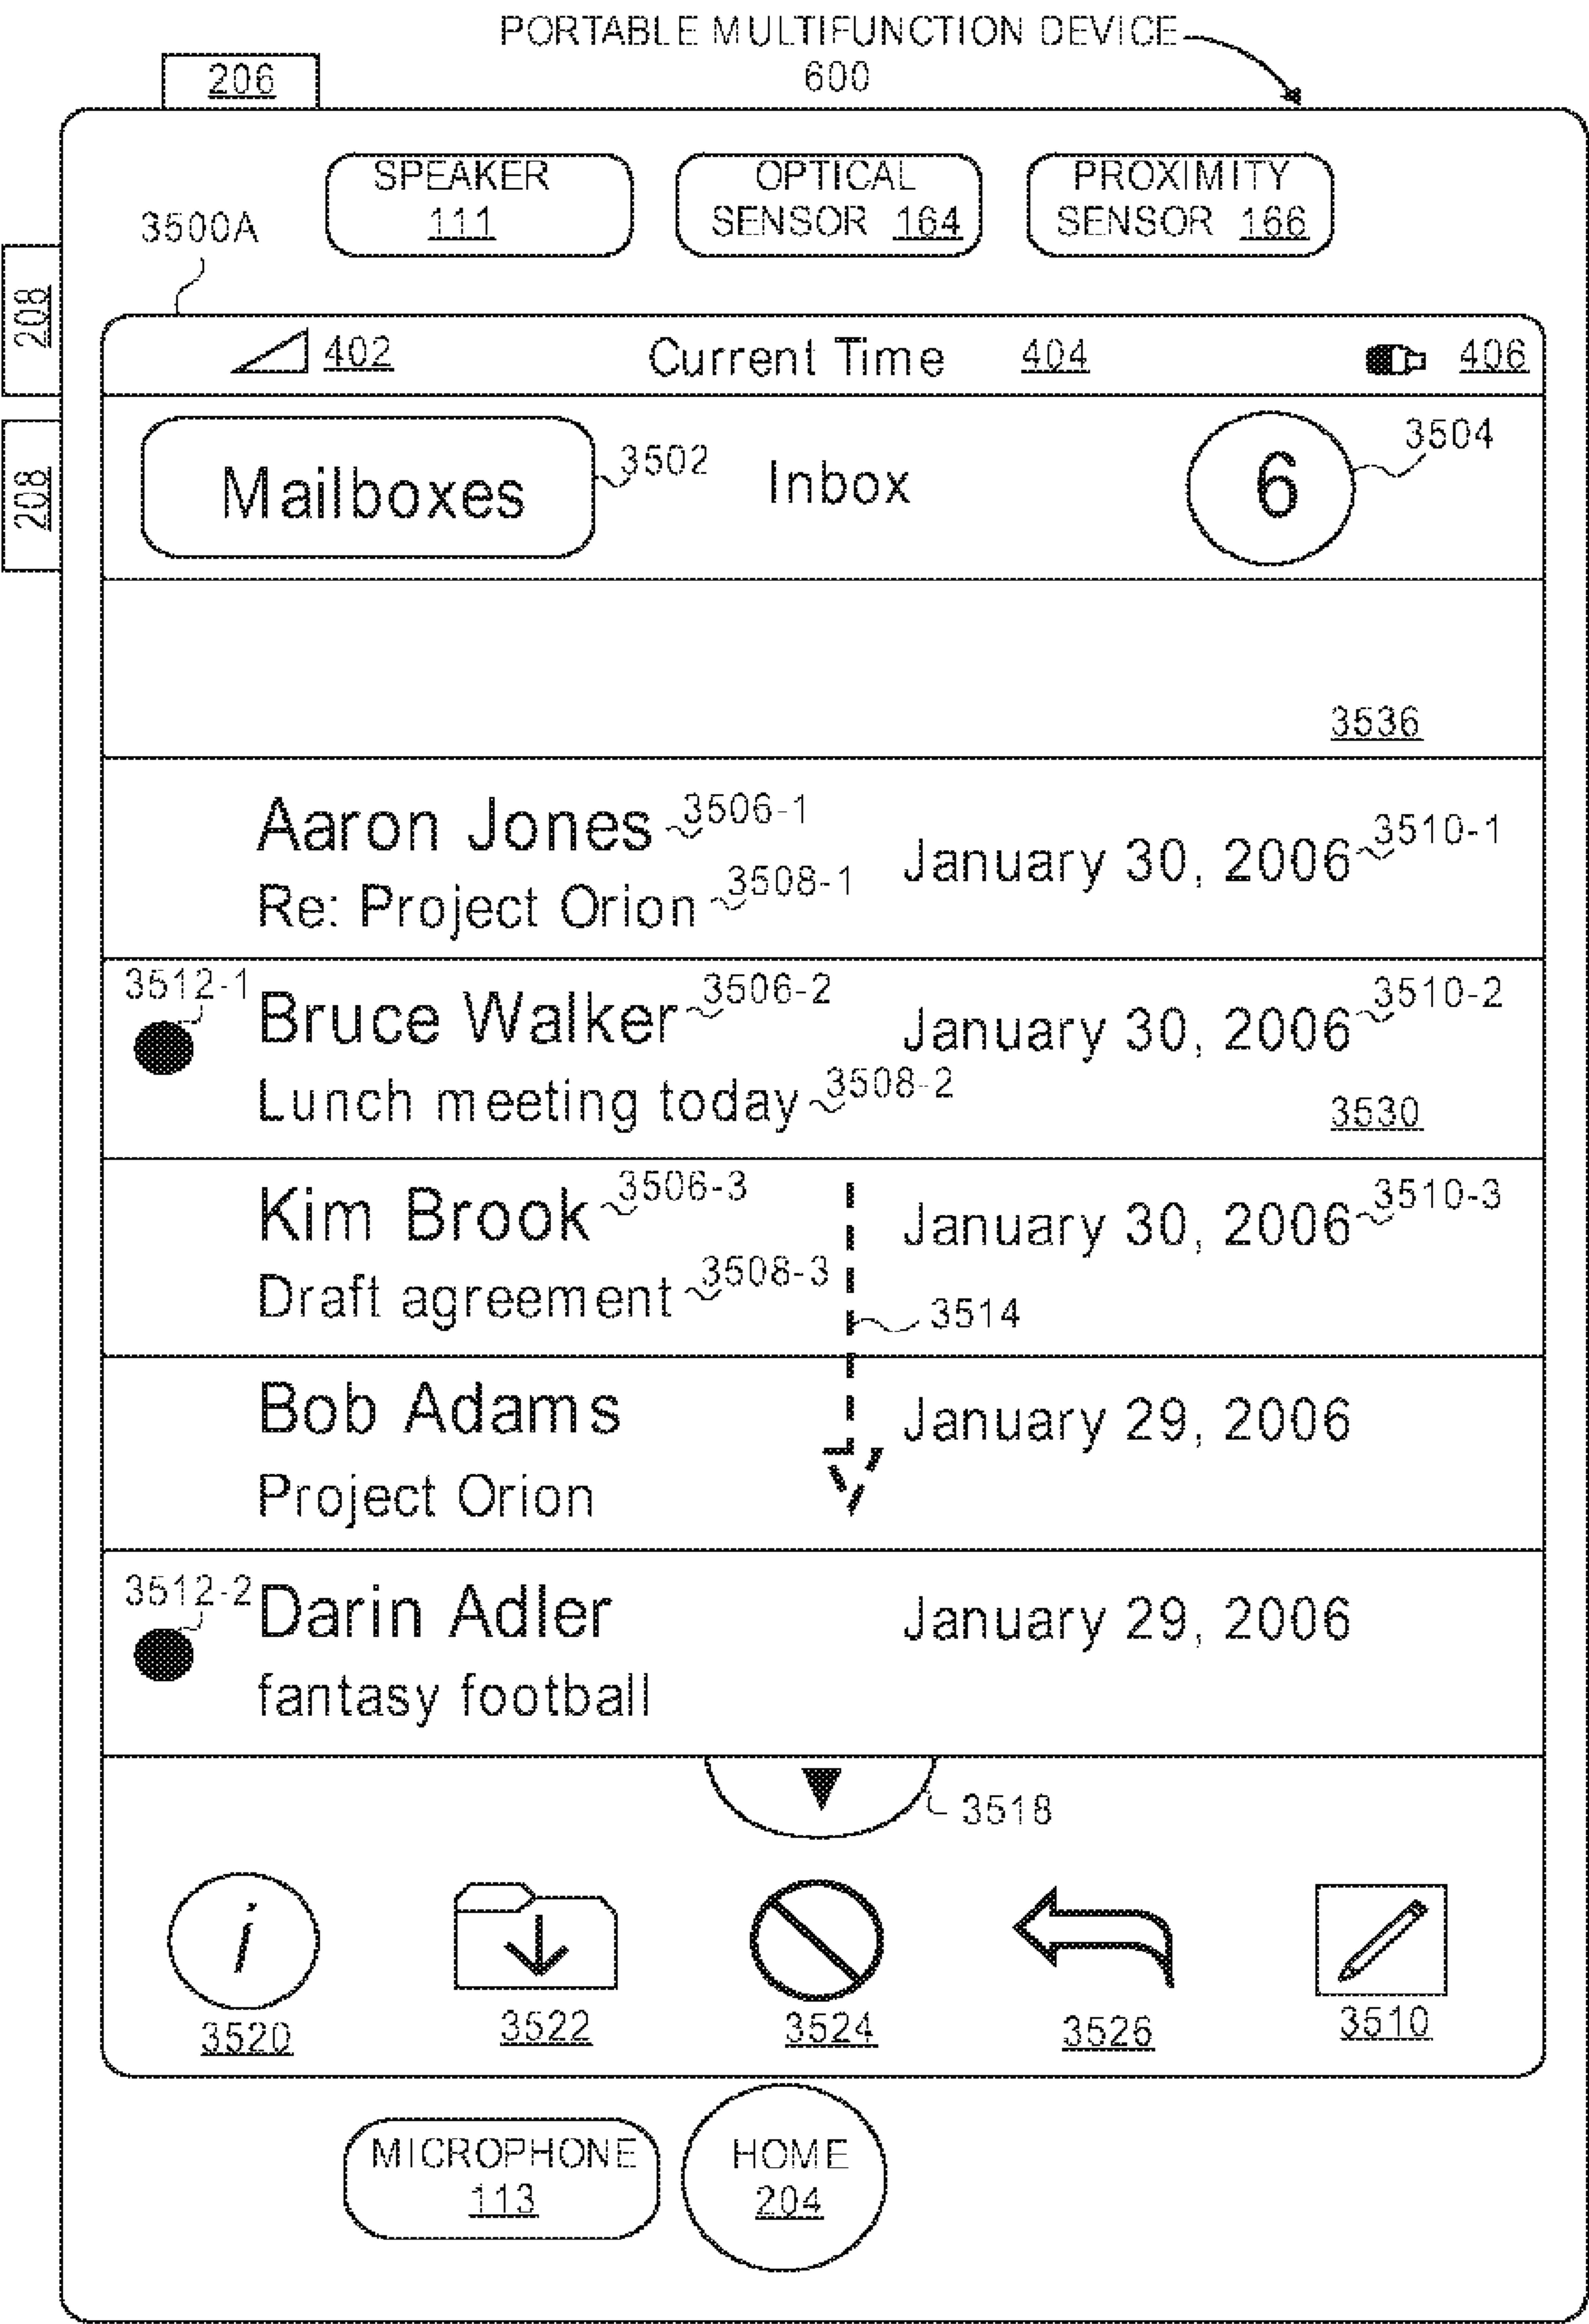 PORTABLE MULTIFUNCTION DEVICE
600
206
SPEAKER
111
OPTICAL
SENSOR 164
PROXIMITY
SENSOR 166
3500A
208
208
402
Current Time 404
406
Mailboxes
3502
Inbox
6
3504
3536
Aaron Jones 3506-1
January 30, 2006 3510-1
Re: Project Orion 3508-1
3512-1
Bruce Walker 3506-2
January 30, 2006 3510-2
Lunch meeting today 3508-2
3530
Kim Brook 3506-3
January 30, 2006 3510-3
Draft agreement 3508-3
3514
Bob Adams
January 29, 2006
Project Orion
3512-2
Darin Adler
January 29, 2006
fantasy football
3518
i
3520
3522
3524
3526
3510
MICROPHONE
113
HOME
204